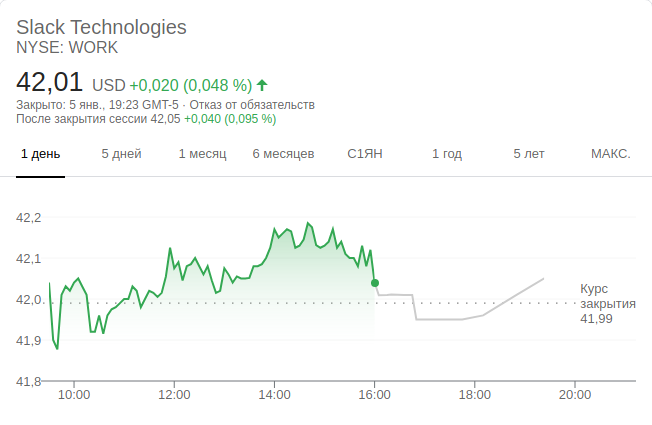 Slack Technologies
NYSE: WORK
42,01 USD +0,020 (0,048 %)
Закрыто: 5 янв., 19:23 GMT-5 · Отказ от обязательств
После закрытия сессии 42,05 +0,040 (0,095 %)
1 день 5 дней 1 месяц 6 месяцев С1ЯН 1 год 5 лет МАКС.
42,2
42,1
42,0
41,9
41,8
Курс
закрытия
41,99
10:00 12:00 14:00 16:00 18:00 20:00